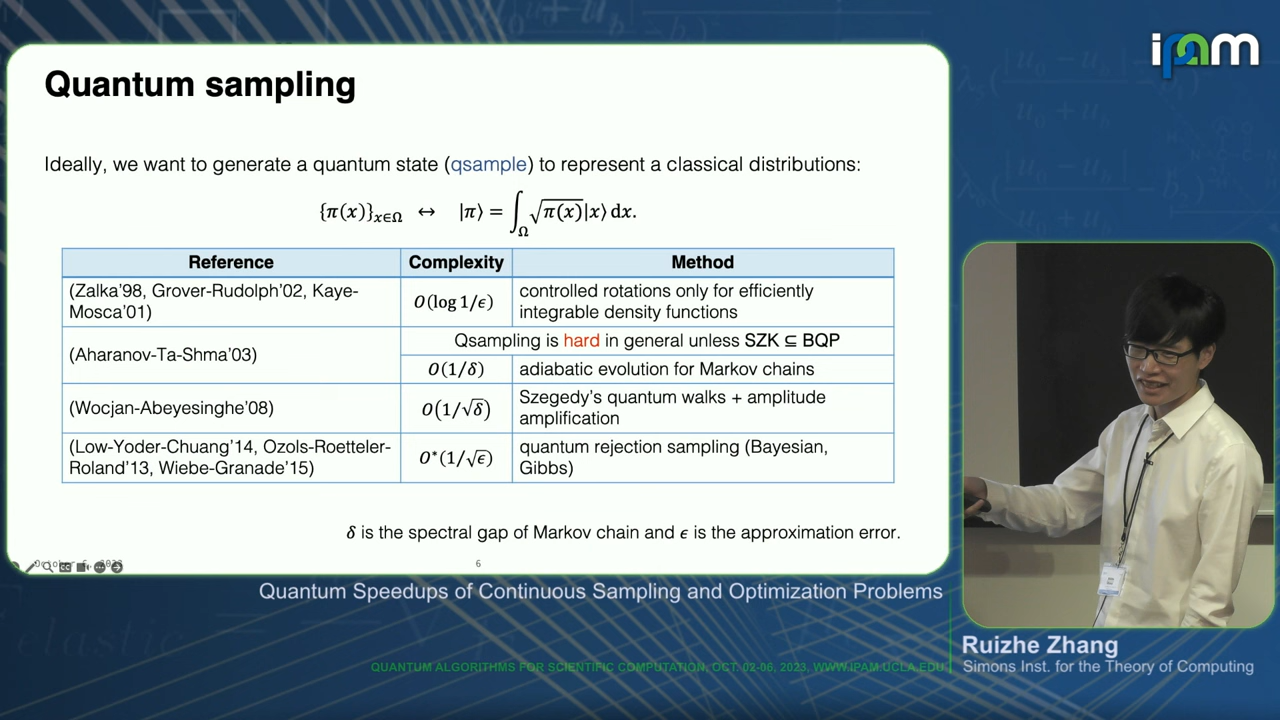 ipam
Quantum sampling
Ideally, we want to generate a quantum state (qsample) to represent a classical distributions:
{π(x)}ₓ∈Ω ↔ |π⟩ = ∫_Ω √π(x)|x⟩ dx.
Reference Complexity Method
(Zalka'98, Grover-Rudolph'02, Kaye-
Mosca'01)
O(log 1/ϵ)
controlled rotations only for efficiently
integrable density functions
(Aharanov-Ta-Shma'03)
Qsampling is hard in general unless SZK ⊆ BQP
O(1/δ)
adiabatic evolution for Markov chains
(Wocjan-Abeyesinghe'08)
O(1/√δ)
Szegedy's quantum walks + amplitude
amplification
(Low-Yoder-Chuang'14, Ozols-Roetteler-
Roland'13, Wiebe-Granade'15)
O*(1/√ϵ)
quantum rejection sampling (Bayesian,
Gibbs)
δ is the spectral gap of Markov chain and ϵ is the approximation error.
6
Quantum Speedups of Continuous Sampling and Optimization Problems
Ruizhe Zhang
Simons Inst. for the Theory of Computing
QUANTUM ALGORITHMS FOR SCIENTIFIC COMPUTATION, OCT. 02-06, 2023, WWW.IPAM.UCLA.EDU